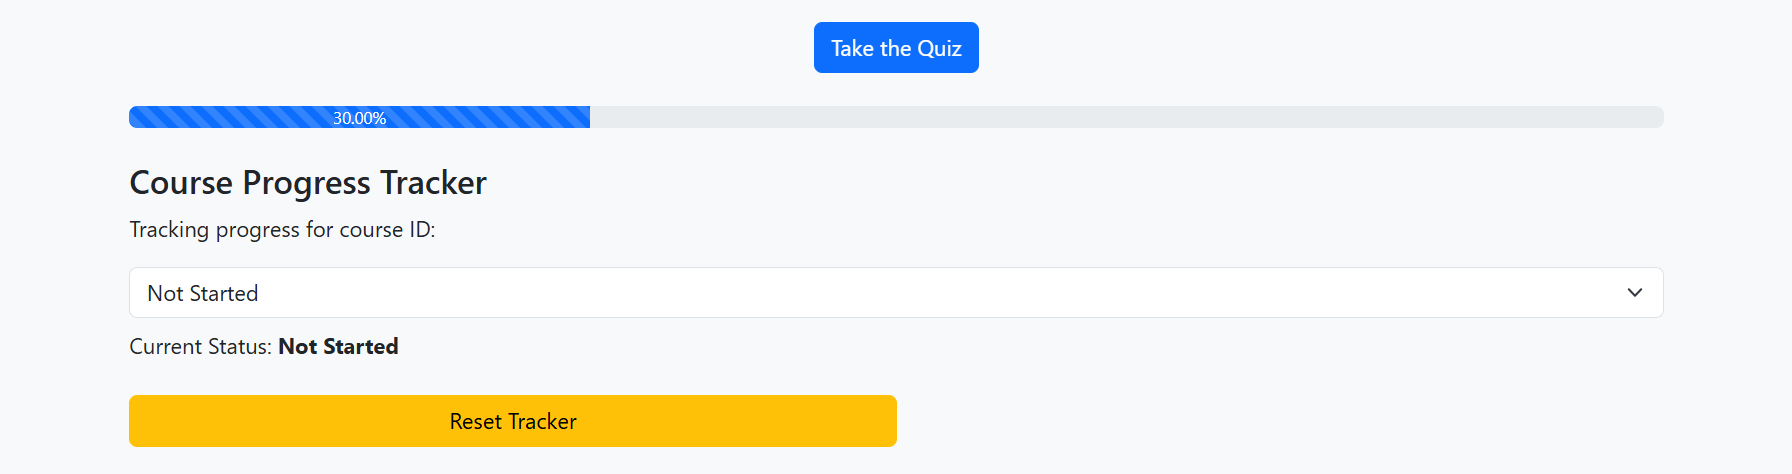 Take the Quiz
30.00%
Course Progress Tracker
Tracking progress for course ID:
Not Started
Current Status: Not Started
Reset Tracker